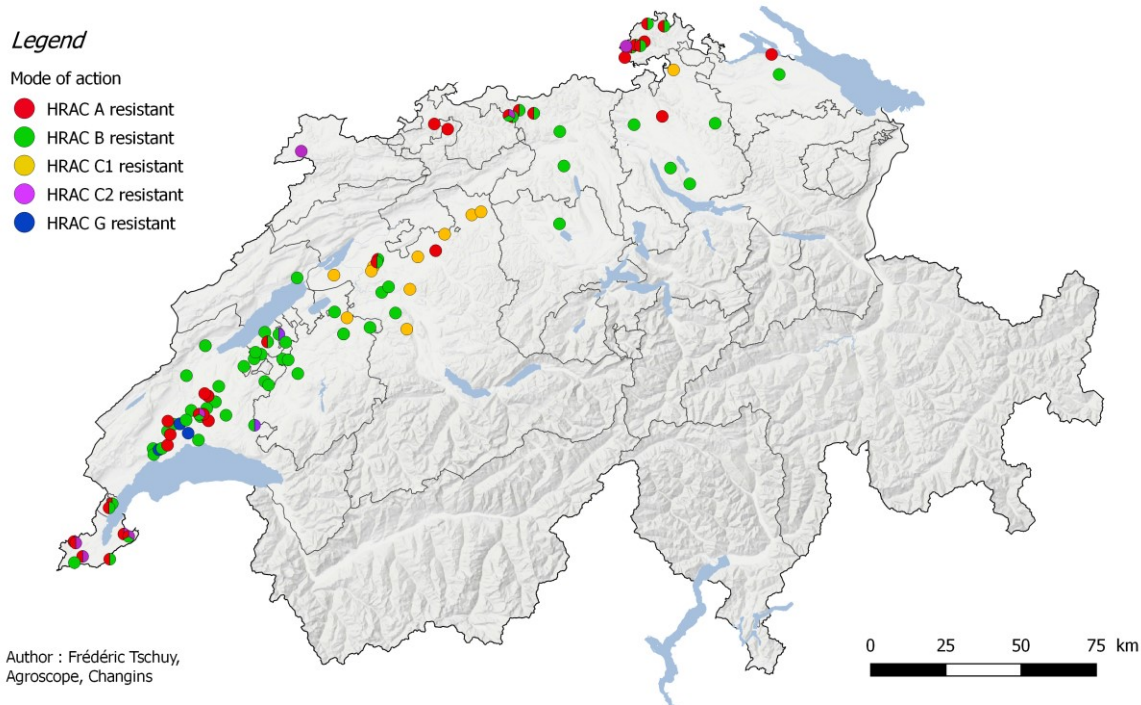 Legend
Mode of action
HRAC A resistant
HRAC B resistant
HRAC C1 resistant
HRAC C2 resistant
HRAC G resistant
Author : Frédéric Tschuy,
Agroscope, Changins
0 25 50 75 km